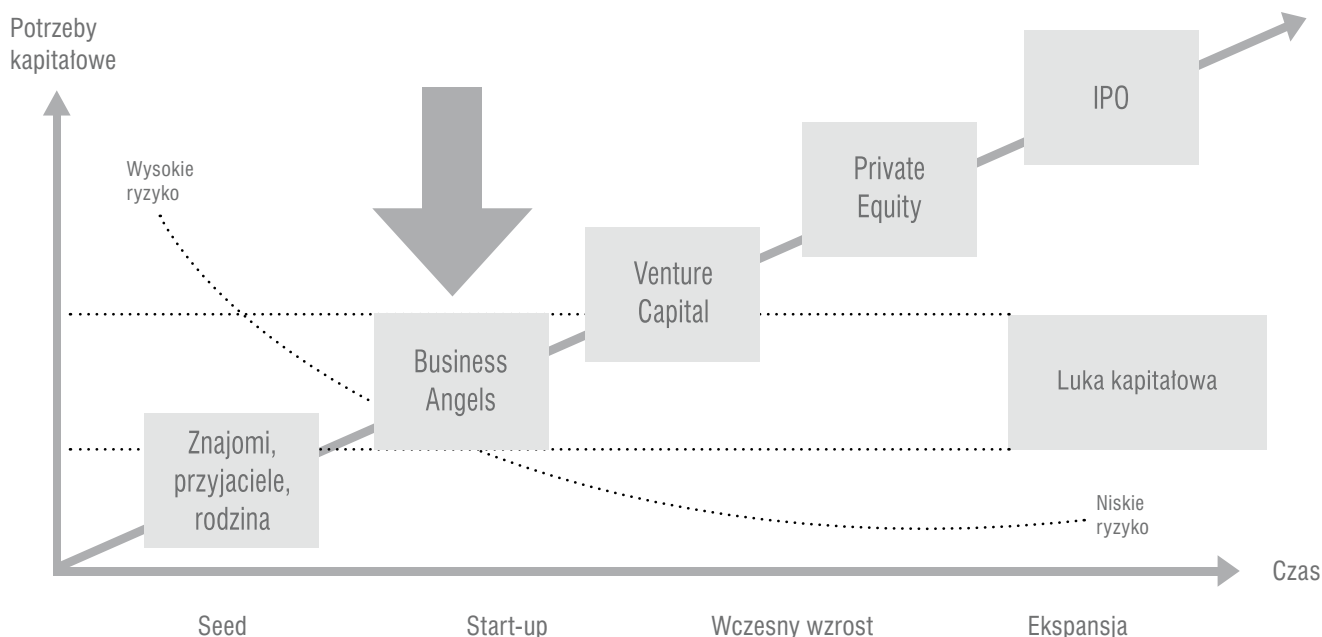 Potrzeby
kapitałowe
IPO
Wysokie
ryzyko
Private
Equity
Venture
Capital
Business
Angels
Luka kapitałowa
Znajomi,
przyjaciele,
rodzina
Niskie
ryzyko
Czas
Seed
Start-up
Wczesny wzrost
Ekspansja